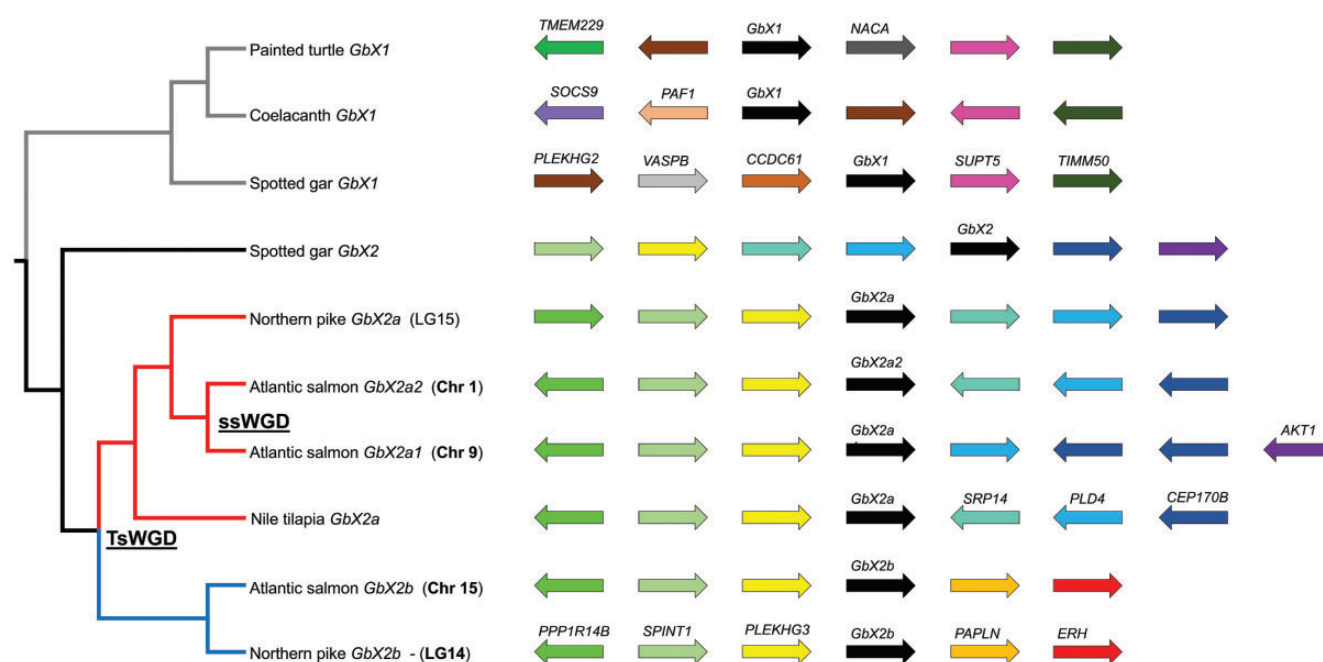 TMEM229 GbX1 NACA
Painted turtle GbX1
SOCS9 PAF1 GbX1
Coelacanth GbX1
PLEKHG2 VASPB CCDC61 GbX1 SUPT5 TIMM50
Spotted gar GbX1
GbX2
Spotted gar GbX2
GbX2a
Northern pike GbX2a (LG15)
GbX2a2
Atlantic salmon GbX2a2 (Chr 1)
ssWGD
GbX2a AKT1
Atlantic salmon GbX2a1 (Chr 9)
GbX2a SRP14 PLD4 CEP170B
Nile tilapia GbX2a
TsWGD
GbX2b
Atlantic salmon GbX2b (Chr 15)
PPP1R14B SPINT1 PLEKHG3 GbX2b PAPLN ERH
Northern pike GbX2b - (LG14)